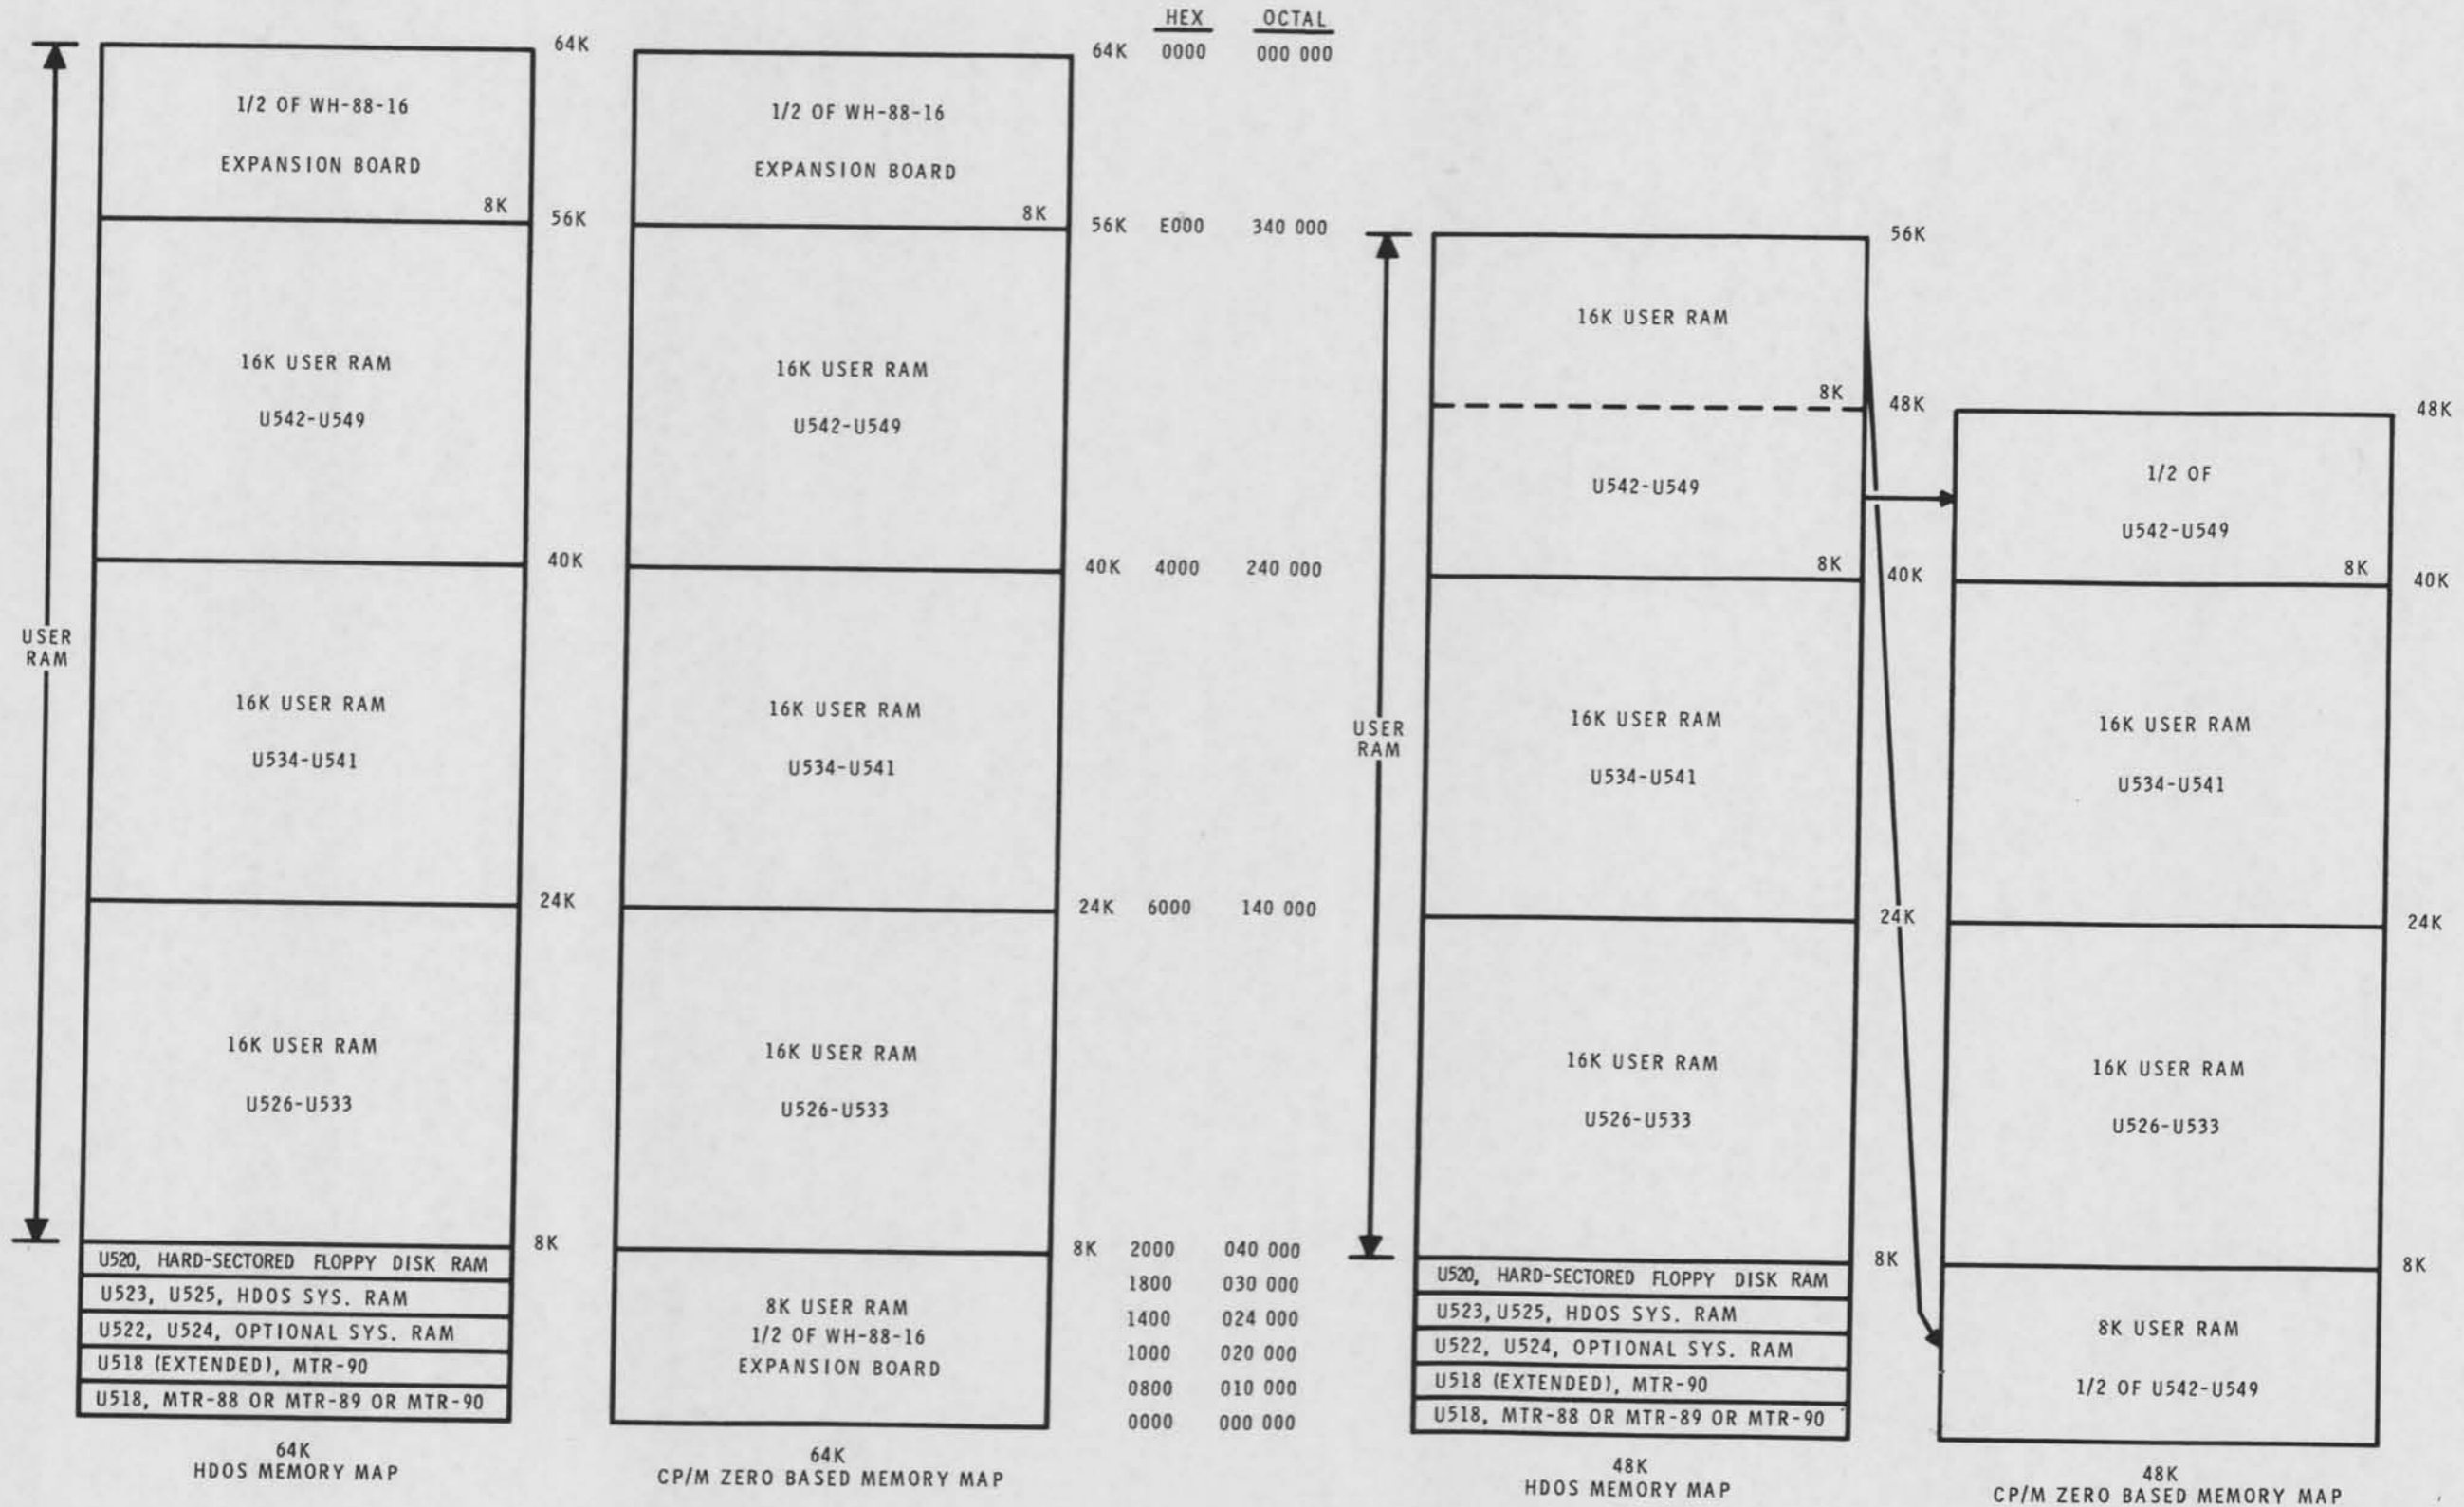 HEX OCTAL
64K
1/2 OF WH-88-16
EXPANSION BOARD
8K
56K
16K USER RAM
U542-U549
40K
USER
RAM
16K USER RAM
U534-U541
24K
16K USER RAM
U526-U533
8K
U520, HARD-SECTORED FLOPPY DISK RAM
U523, U525, HDOS SYS. RAM
U522, U524, OPTIONAL SYS. RAM
U518 (EXTENDED), MTR-90
U518, MTR-88 OR MTR-89 OR MTR-90
64K
HDOS MEMORY MAP
64K 0000 000 000
1/2 OF WH-88-16
EXPANSION BOARD
8K
56K E000 340 000
16K USER RAM
U542-U549
40K 4000 240 000
16K USER RAM
U534-U541
24K 6000 140 000
16K USER RAM
U526-U533
8K 2000 040 000
1800 030 000
1400 024 000
1000 020 000
0800 010 000
0000 000 000
8K USER RAM
1/2 OF WH-88-16
EXPANSION BOARD
64K
CP/M ZERO BASED MEMORY MAP
56K
16K USER RAM
8K
48K
U542-U549
8K
40K
USER
RAM
16K USER RAM
U534-U541
24K
16K USER RAM
U526-U533
8K
U520, HARD-SECTORED FLOPPY DISK RAM
U523, U525, HDOS SYS. RAM
U522, U524, OPTIONAL SYS. RAM
U518 (EXTENDED), MTR-90
U518, MTR-88 OR MTR-89 OR MTR-90
48K
HDOS MEMORY MAP
48K
1/2 OF
U542-U549
8K
40K
16K USER RAM
U534-U541
24K
16K USER RAM
U526-U533
8K
8K USER RAM
1/2 OF U542-U549
48K
CP/M ZERO BASED MEMORY MAP